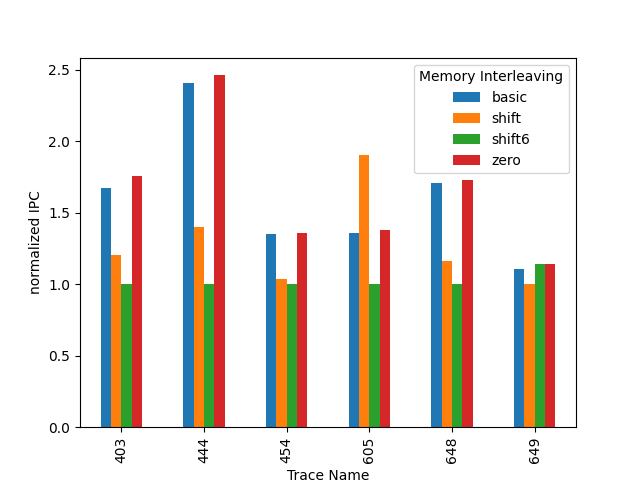 Memory Interleaving
basic
shift
shift6
zero
2.5
2.0
1.5
1.0
0.5
0.0
normalized IPC
403
444
454
605
648
649
Trace Name